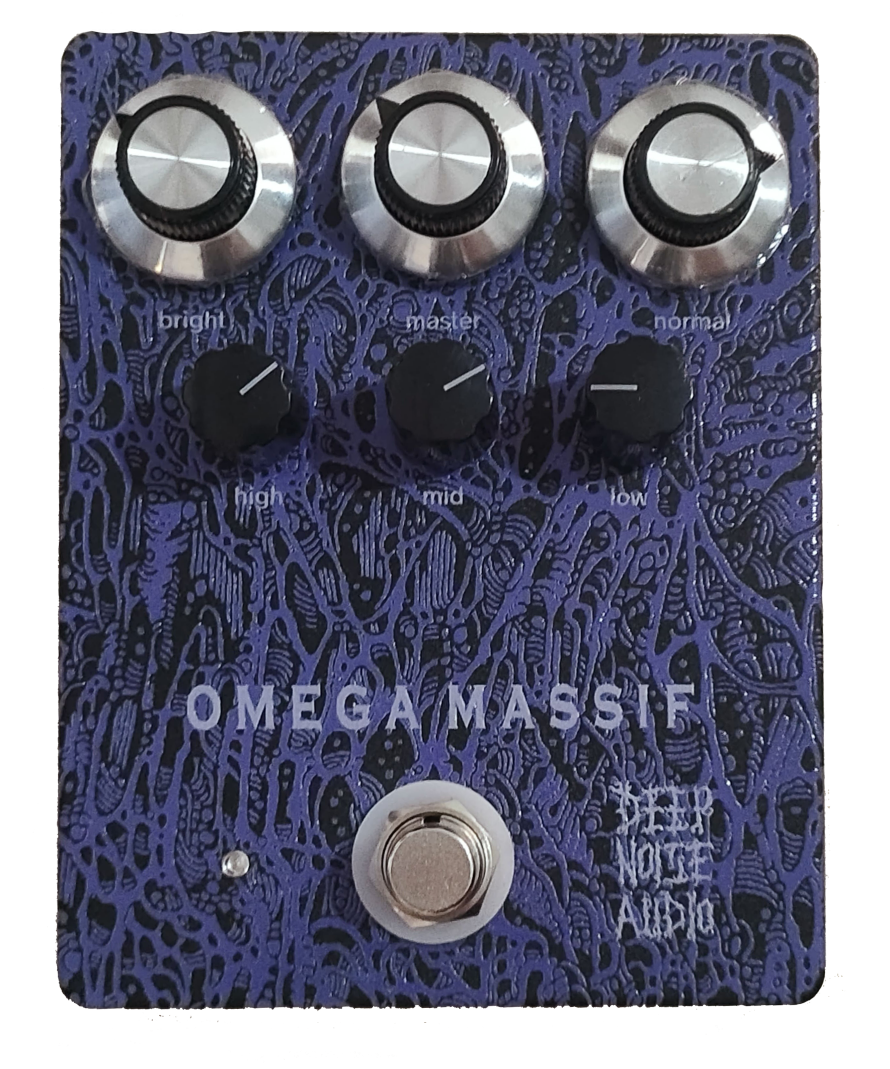 bright master normal
high mid low
OMEGA MASSIF
DEEP
NOISE
AUDIO